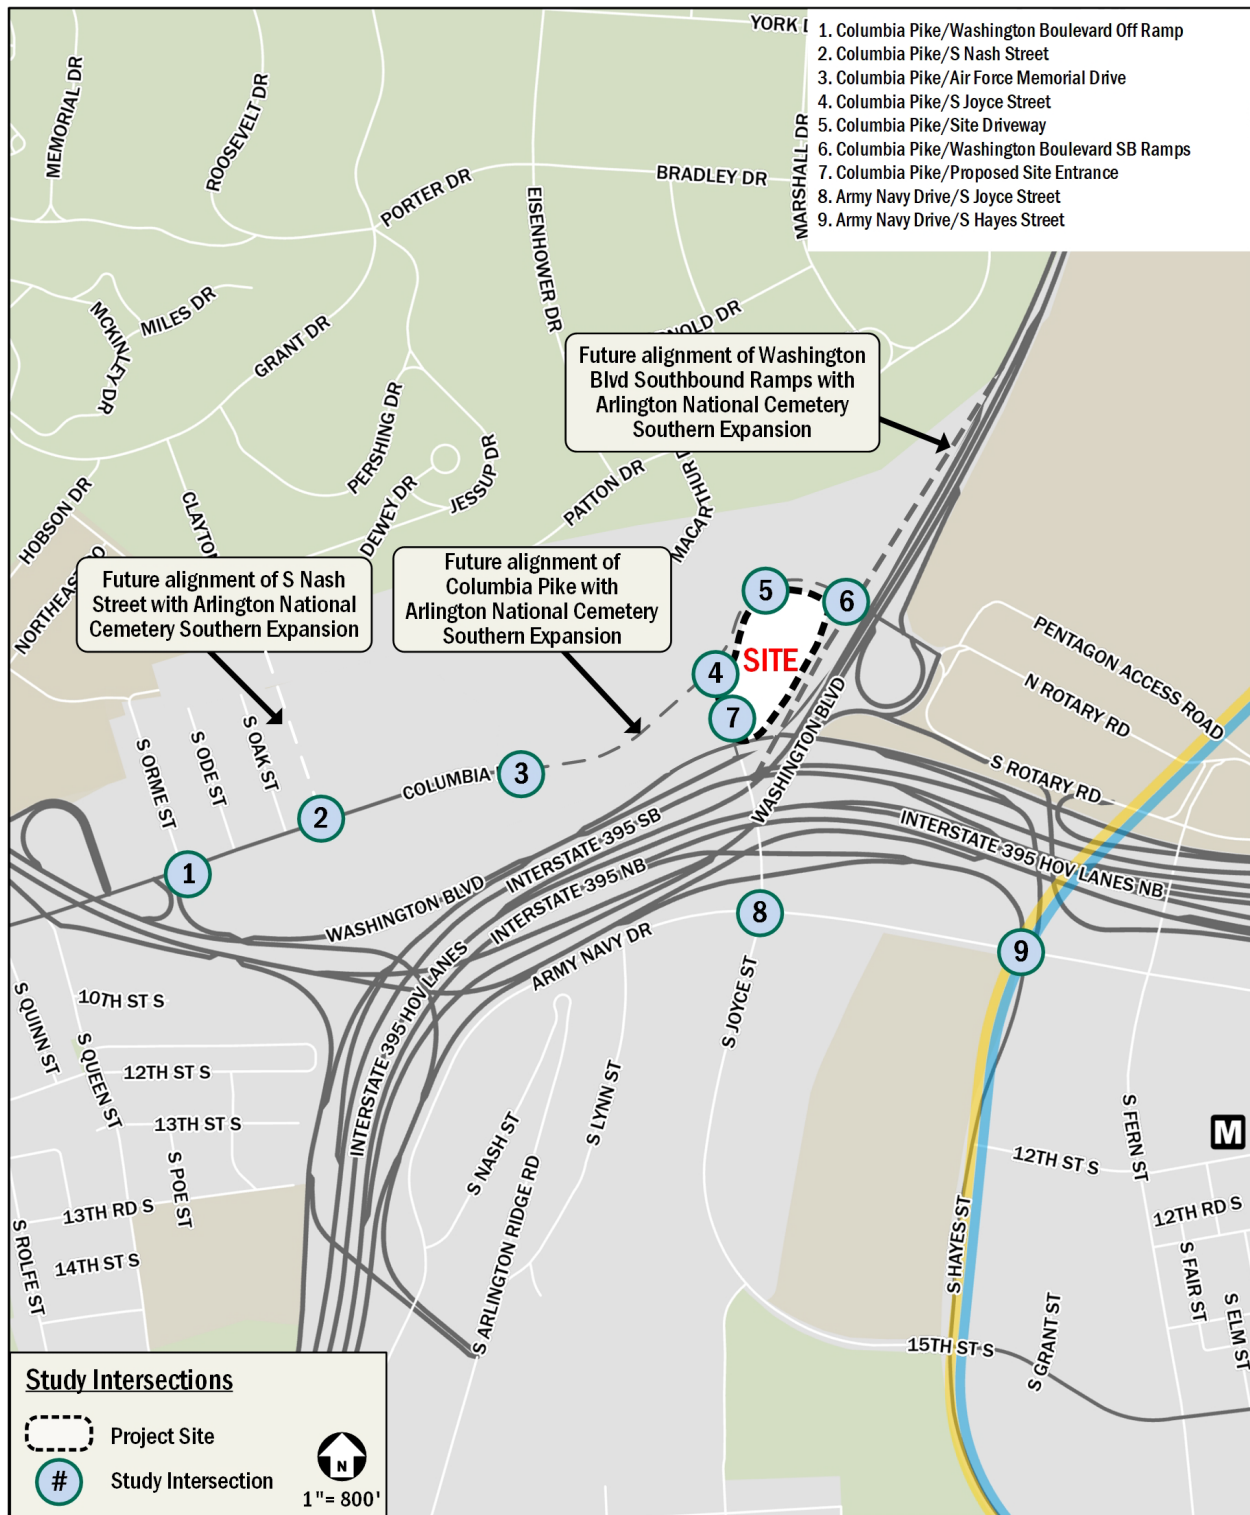 YORK
1. Columbia Pike/Washington Boulevard Off Ramp
2. Columbia Pike/S Nash Street
3. Columbia Pike/Air Force Memorial Drive
4. Columbia Pike/S Joyce Street
5. Columbia Pike/Site Driveway
6. Columbia Pike/Washington Boulevard SB Ramps
7. Columbia Pike/Proposed Site Entrance
8. Army Navy Drive/S Joyce Street
9. Army Navy Drive/S Hayes Street
MEMORIAL DR
ROOSEVELT DR
PORTER DR
BRADLEY DR
MARSHALL DR
EISENHOWER DR
MCKINLEY DR
MILES DR
GRANT DR
NOLD DR
Future alignment of Washington
Blvd Southbound Ramps with
Arlington National Cemetery
Southern Expansion
PERSHING DR
JESSUP DR
DEWEY DR
PATTON DR
MACARTHUR D
HOBSON DR
CLAYTON
NORTHEAS
Future alignment of S Nash
Street with Arlington National
Cemetery Southern Expansion
Future alignment of
Columbia Pike with
Arlington National Cemetery
Southern Expansion
5
6
SITE
4
7
PENTAGON ACCESS ROAD
N ROTARY RD
S ROTARY RD
S ORME ST
S ODE ST
S OAK ST
COLUMBIA
3
2
1
WASHINGTON BLVD
INTERSTATE 395 SB
INTERSTATE 395 NB
INTERSTATE 395 HOV LANES NB
WASHINGTON BLVD
INTERSTATE 395 HOV LANES
ARMY NAVY DR
8
9
S JOYCE ST
S QUINN ST
10TH ST S
S QUEEN ST
12TH ST S
13TH ST S
S POE ST
13TH RD S
14TH ST S
S ROLFE ST
S NASH ST
S LYNN ST
S ARLINGTON RIDGE RD
S HAYES ST
S FERN ST
M
12TH ST S
12TH RD S
S FAIR ST
S ELM ST
S GRANT ST
15TH ST S
Study Intersections
Project Site
# Study Intersection
N
1"= 800'